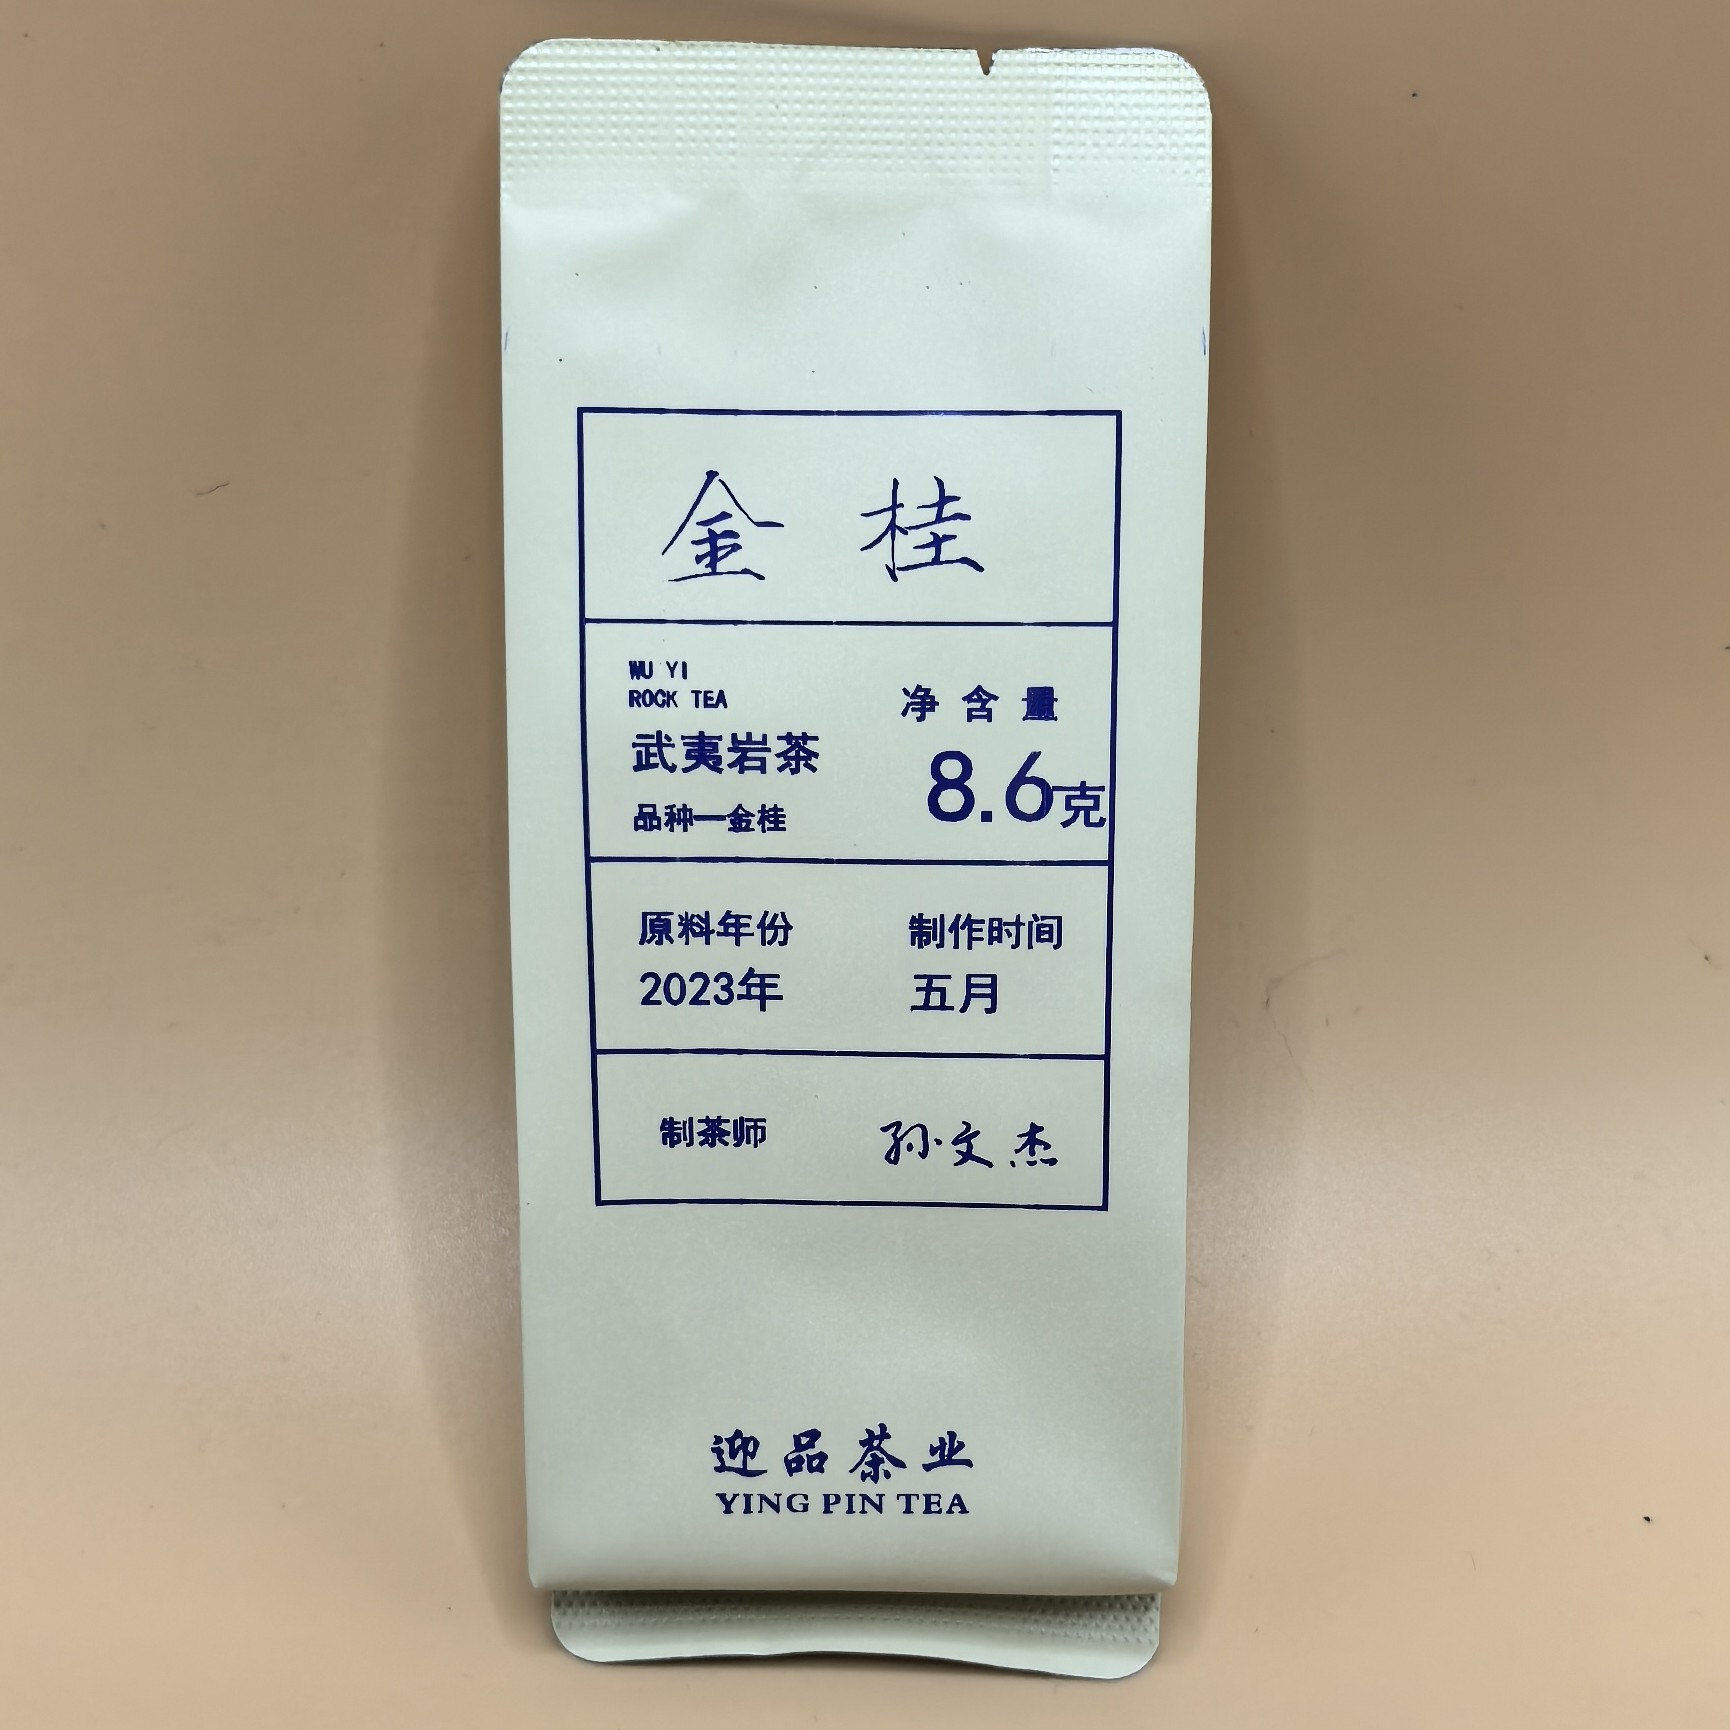 金桂
WU YI
ROCK TEA
武夷岩茶
品种—金桂
净含量
8.6克
原料年份
2023年
制作时间
五月
制茶师
孙文杰
迎品茶业
YING PIN TEA